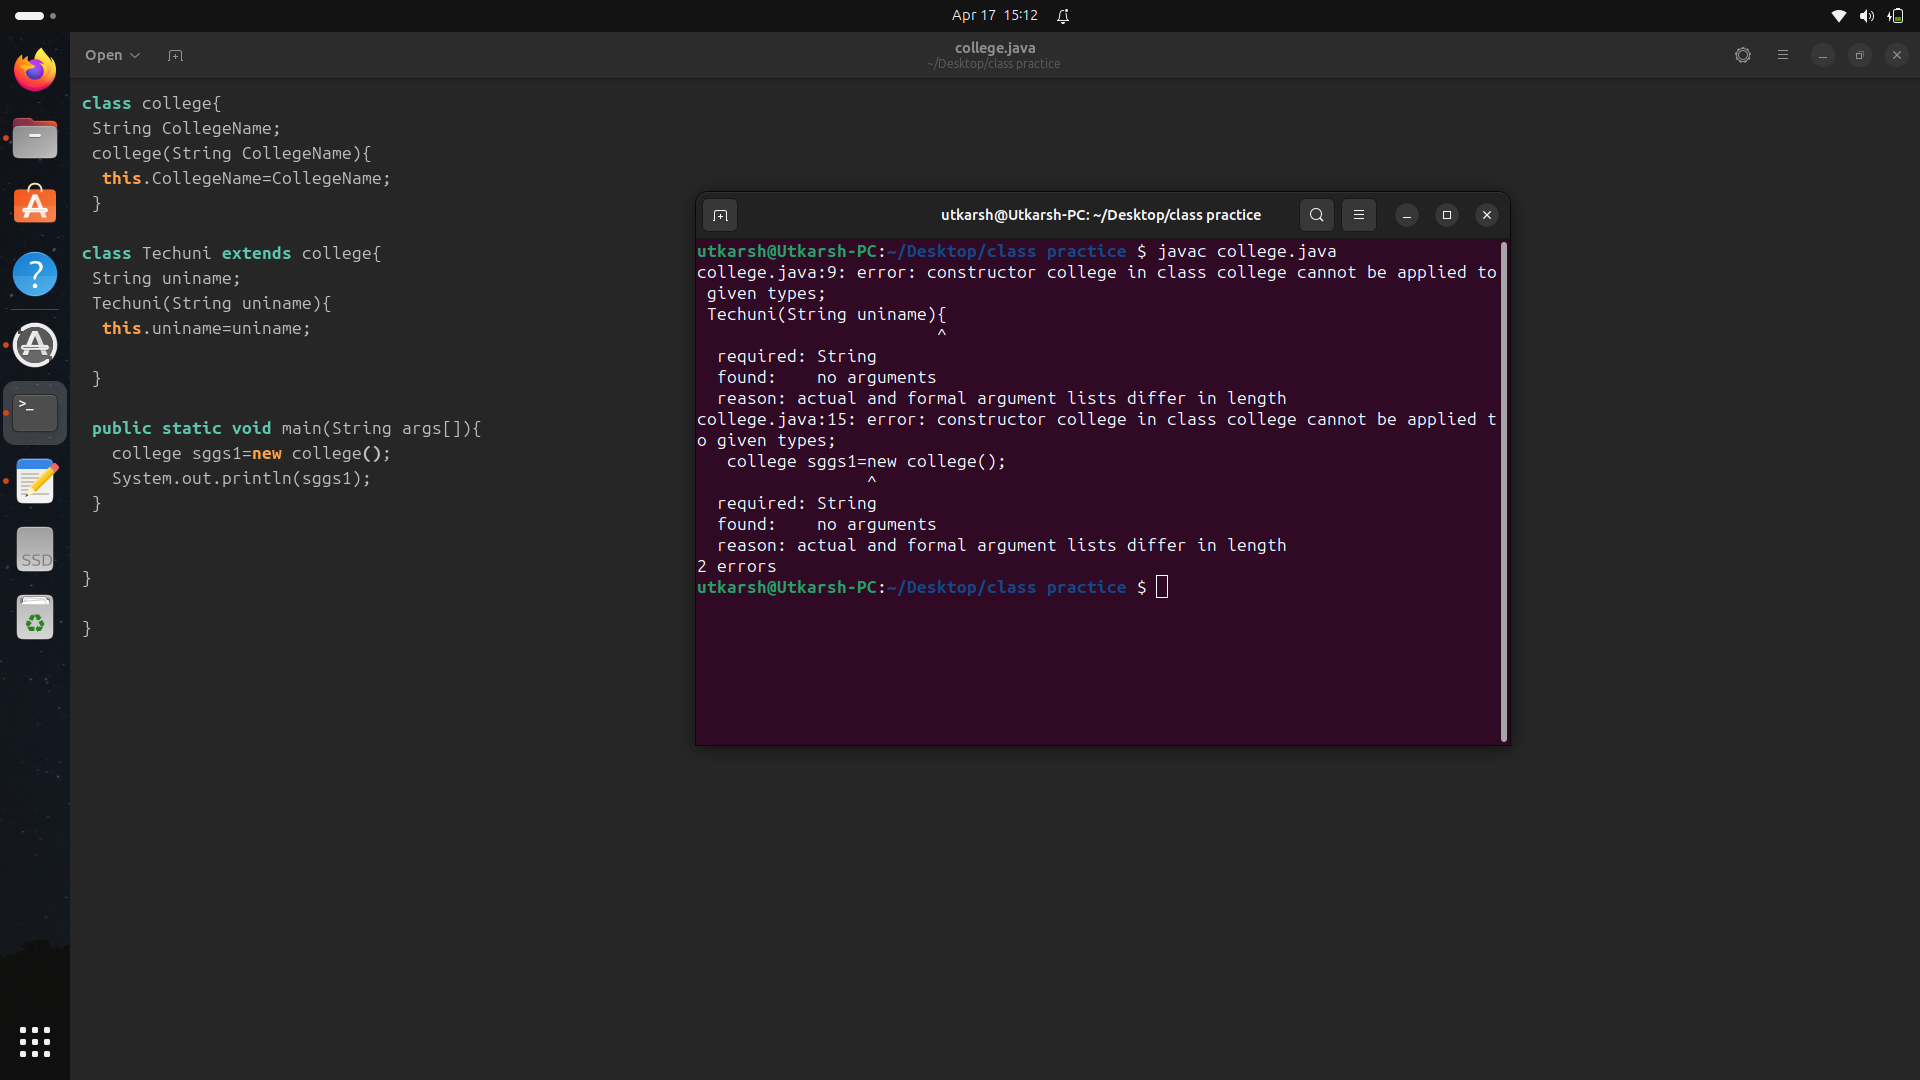 Apr 17 15:12
Open
college.java
~/Desktop/class practice
class college{
String CollegeName;
college(String CollegeName){
this.CollegeName=CollegeName;
}
class Techuni extends college{
String uniname;
Techuni(String uniname){
this.uniname=uniname;
}
public static void main(String args[]){
college sggs1=new college();
System.out.println(sggs1);
}
}
}
SSD
utkarsh@Utkarsh-PC: ~/Desktop/class practice
utkarsh@Utkarsh-PC:~/Desktop/class practice $ javac college.java
college.java:9: error: constructor college in class college cannot be applied to
given types;
Techuni(String uniname){
^
required: String
found:    no arguments
reason: actual and formal argument lists differ in length
college.java:15: error: constructor college in class college cannot be applied t
o given types;
college sggs1=new college();
^
required: String
found:    no arguments
reason: actual and formal argument lists differ in length
2 errors
utkarsh@Utkarsh-PC:~/Desktop/class practice $